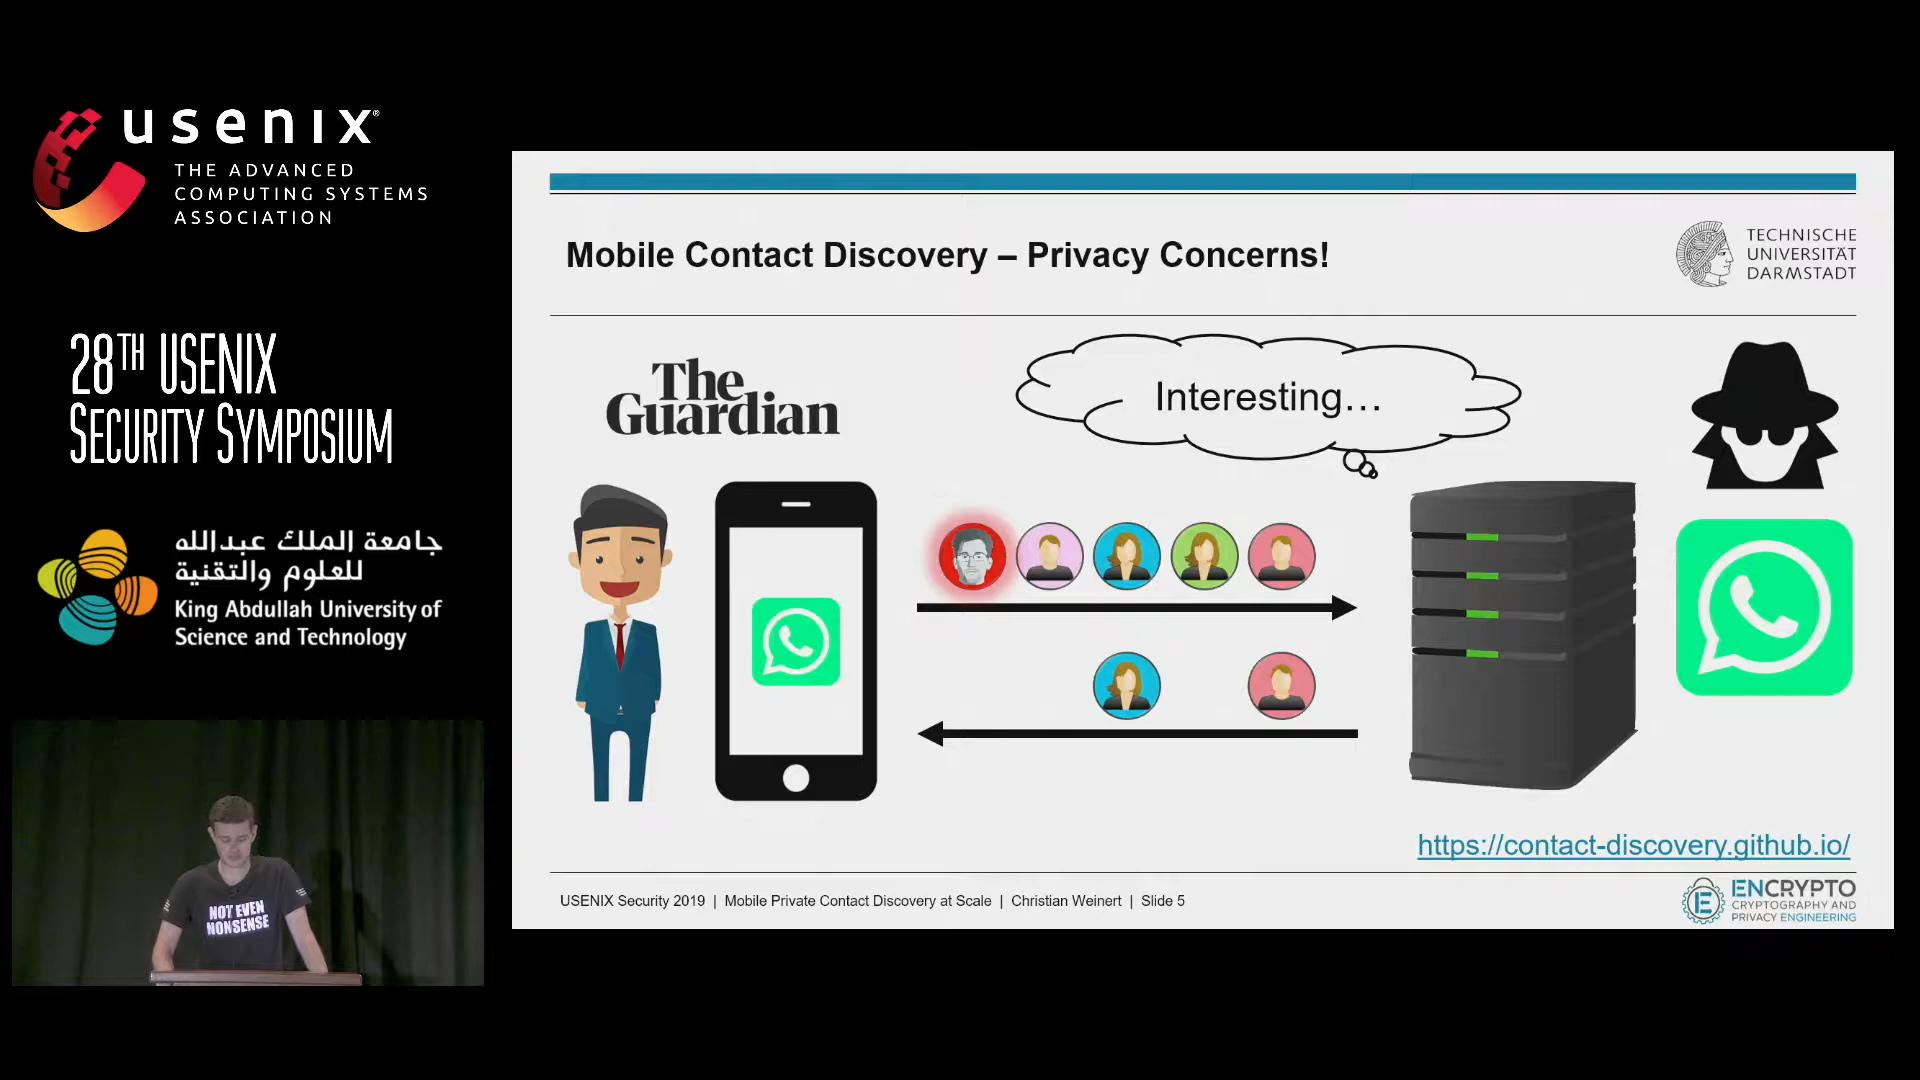 usenix®
THE ADVANCED
COMPUTING SYSTEMS
ASSOCIATION
28TH USENIX
SECURITY SYMPOSIUM
جامعة الملك عبدالله
للعلوم والتقنية
King Abdullah University of
Science and Technology
NOT EVEN
NONSENSE
Mobile Contact Discovery – Privacy Concerns!
TECHNISCHE
UNIVERSITÄT
DARMSTADT
The
Guardian
Interesting…
https://contact-discovery.github.io/
USENIX Security 2019 | Mobile Private Contact Discovery at Scale | Christian Weinert | Slide 5
ENCRYPTO
CRYPTOGRAPHY AND
PRIVACY ENGINEERING